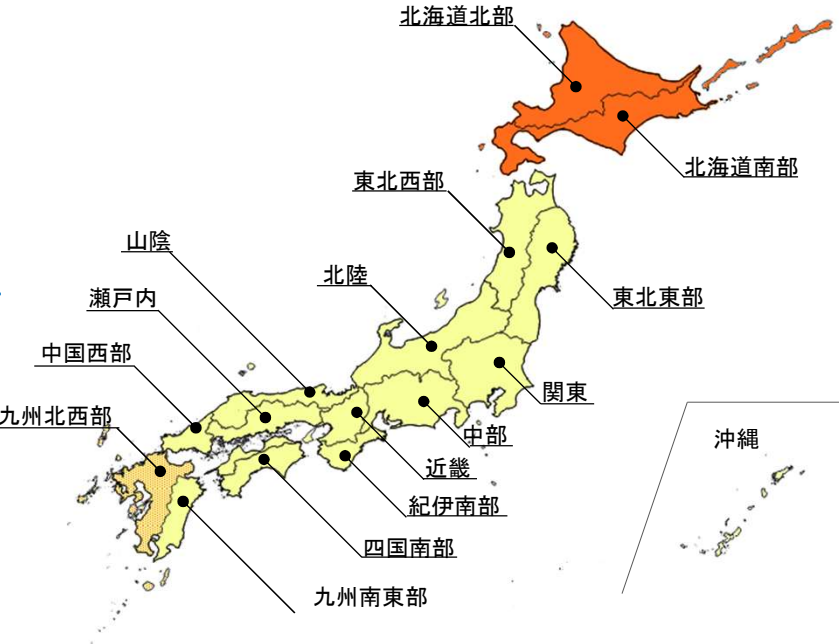 北海道北部
北海道南部
東北西部
山陰
北陸
東北東部
瀬戸内
中国西部
関東
九州北西部
中部
沖縄
近畿
紀伊南部
四国南部
九州南東部